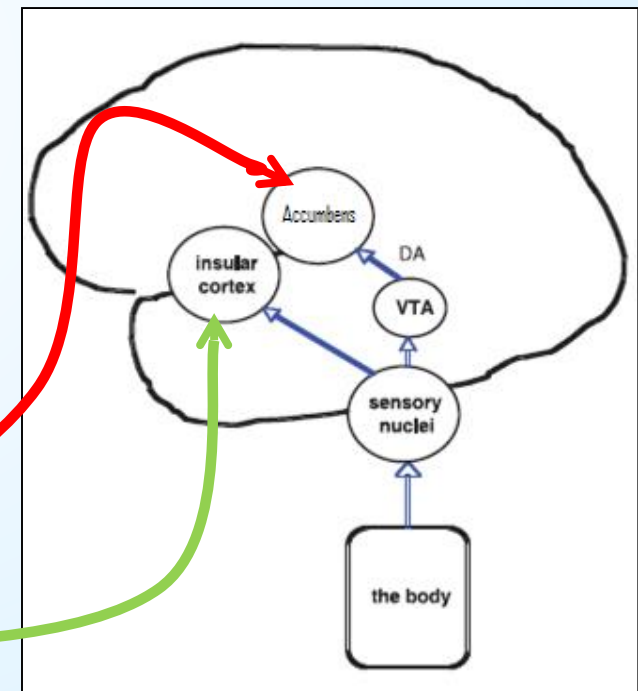 Accumbens
insular
cortex
DA
VTA
sensory
nuclei
the body